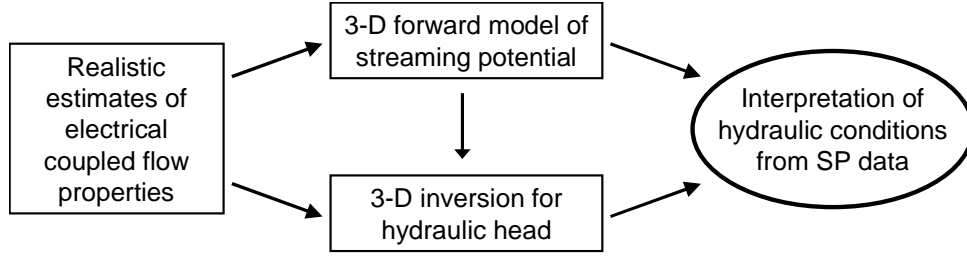 Realistic
estimates of
electrical
coupled flow
properties
3-D forward model of
streaming potential
3-D inversion for
hydraulic head
Interpretation of
hydraulic conditions
from SP data